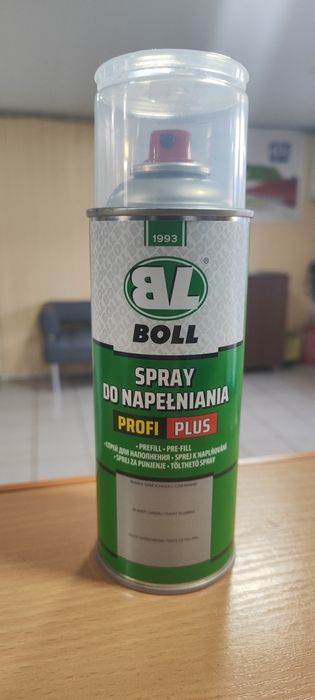 1993
BL ®
BOLL
SPRAY
DO NAPEŁNIANIA
PROFI PLUS
• PREFILL • PRE-FILL
•СПРЕЙ ДЛЯ НАПОЛНЕНИЯ • SPREJ K NAPLŇOVÁNÍ
• SPREJ ZA PUNJENJE • TÖLTHETŐ SPRAY